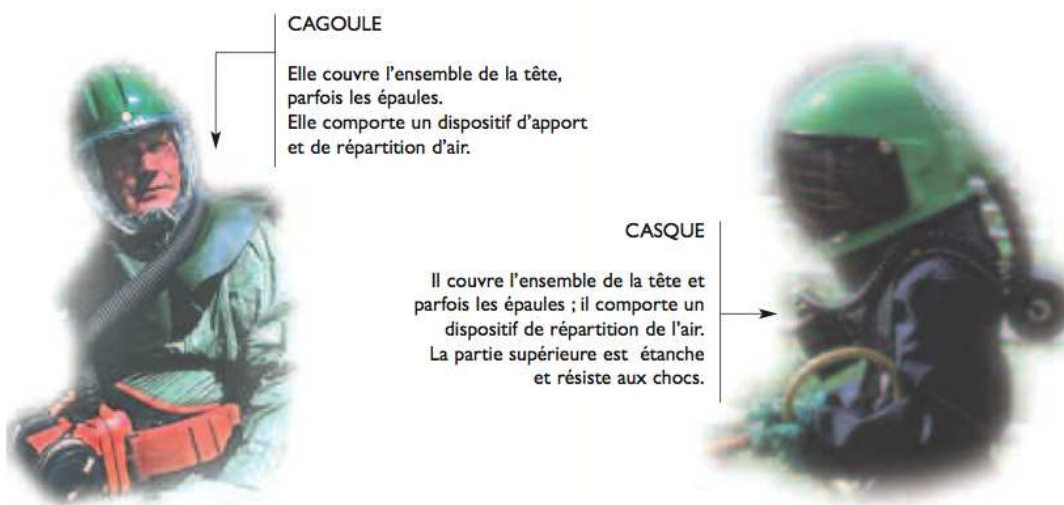 CAGOULE
Elle couvre l'ensemble de la tête,
parfois les épaules.
Elle comporte un dispositif d'apport
et de répartition d'air.
CASQUE
Il couvre l'ensemble de la tête et
parfois les épaules ; il comporte un
dispositif de répartition de l'air.
La partie supérieure est étanche
et résiste aux chocs.